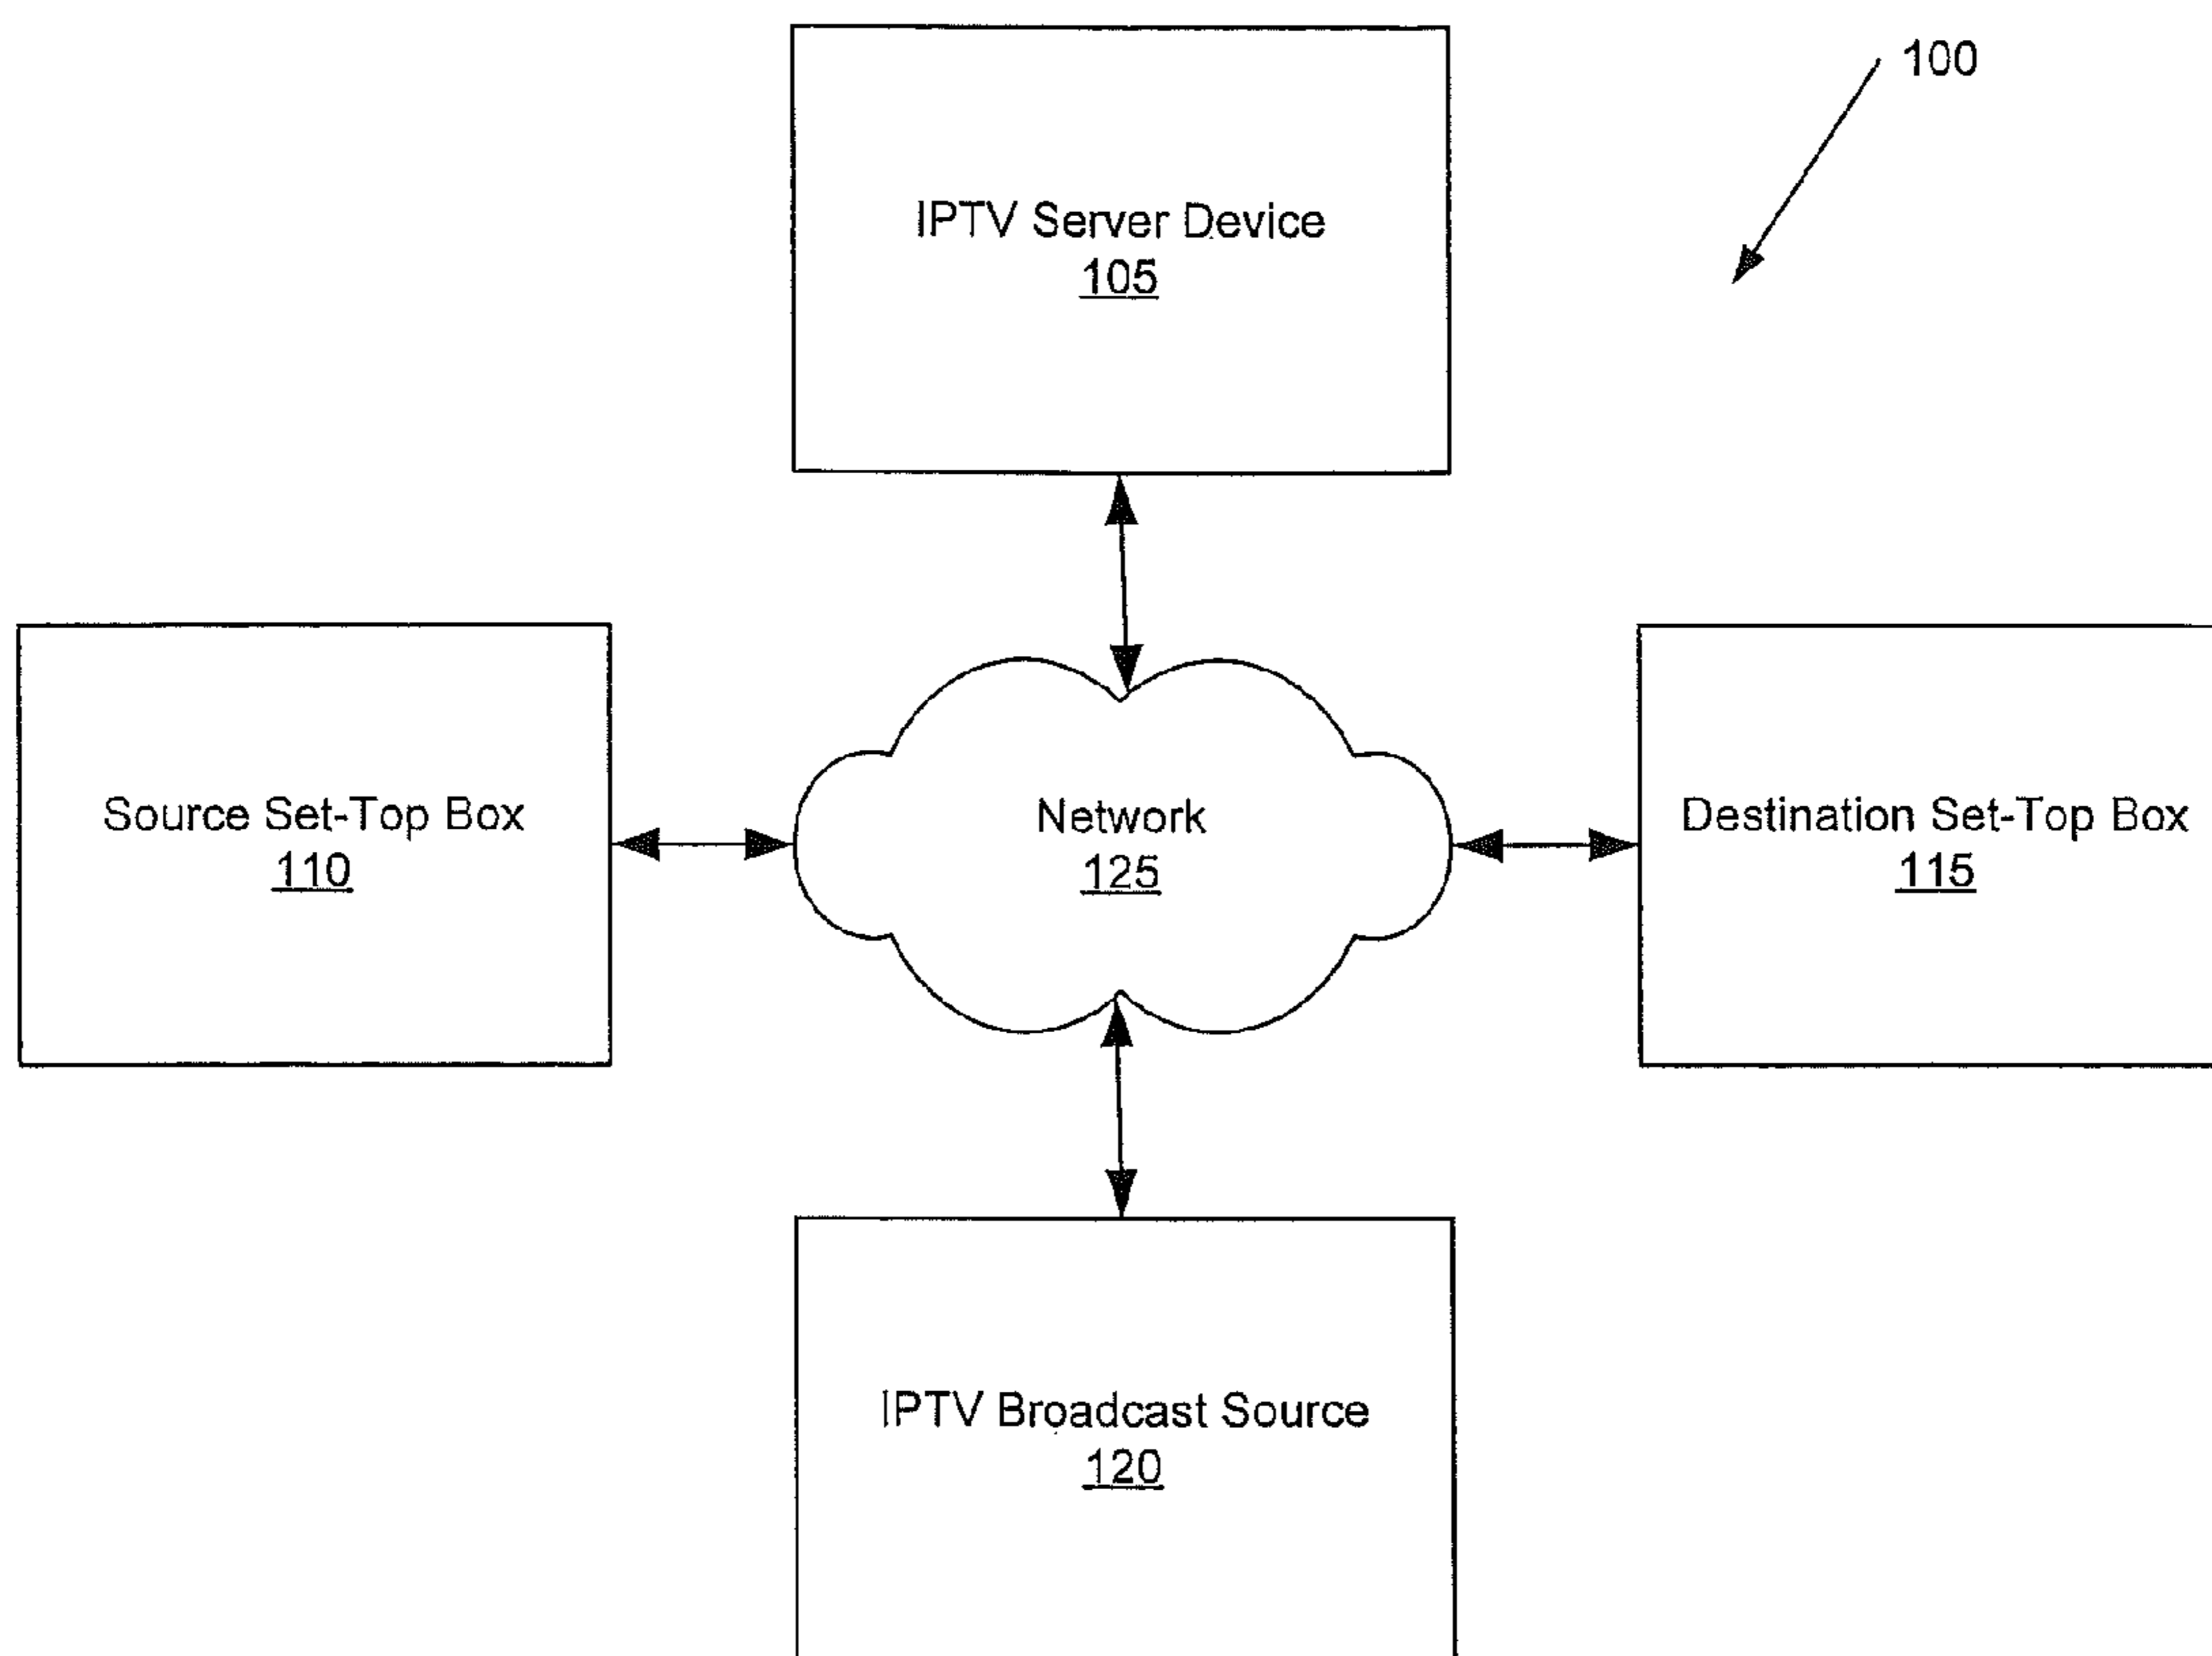 100
IPTV Server Device
105
Source Set-Top Box
110
Network
125
Destination Set-Top Box
115
IPTV Broadcast Source
120